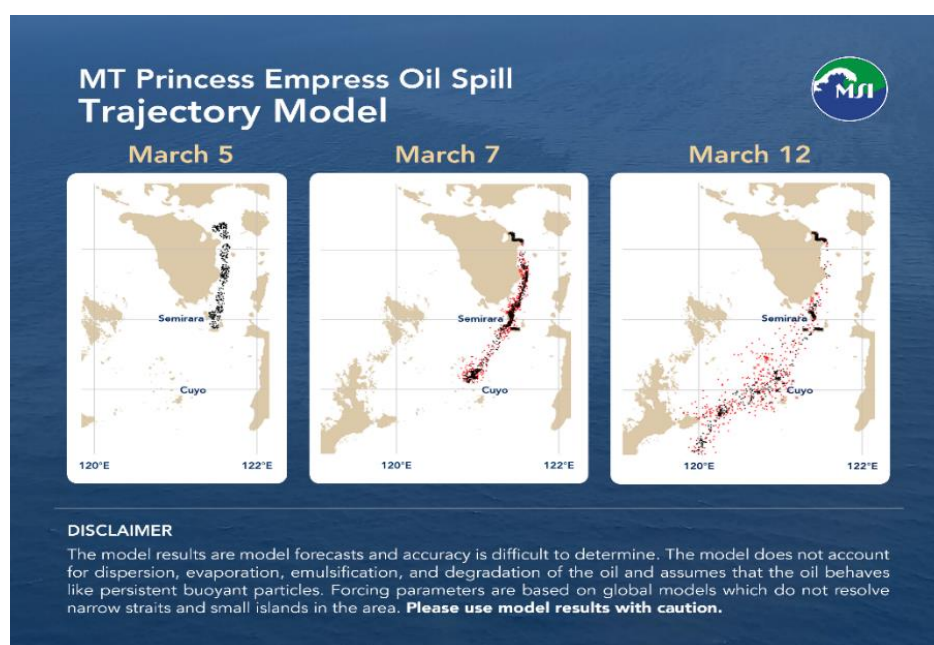 MT Princess Empress Oil Spill
Trajectory Model
MSI
March 5
March 7
March 12
Semirara
Cuyo
120°E
122°E
Semirara
Cuyo
120°E
122°E
Semirara
Cuyo
120°E
122°E
DISCLAIMER
The model results are model forecasts and accuracy is difficult to determine. The model does not account
for dispersion, evaporation, emulsification, and degradation of the oil and assumes that the oil behaves
like persistent buoyant particles. Forcing parameters are based on global models which do not resolve
narrow straits and small islands in the area. Please use model results with caution.